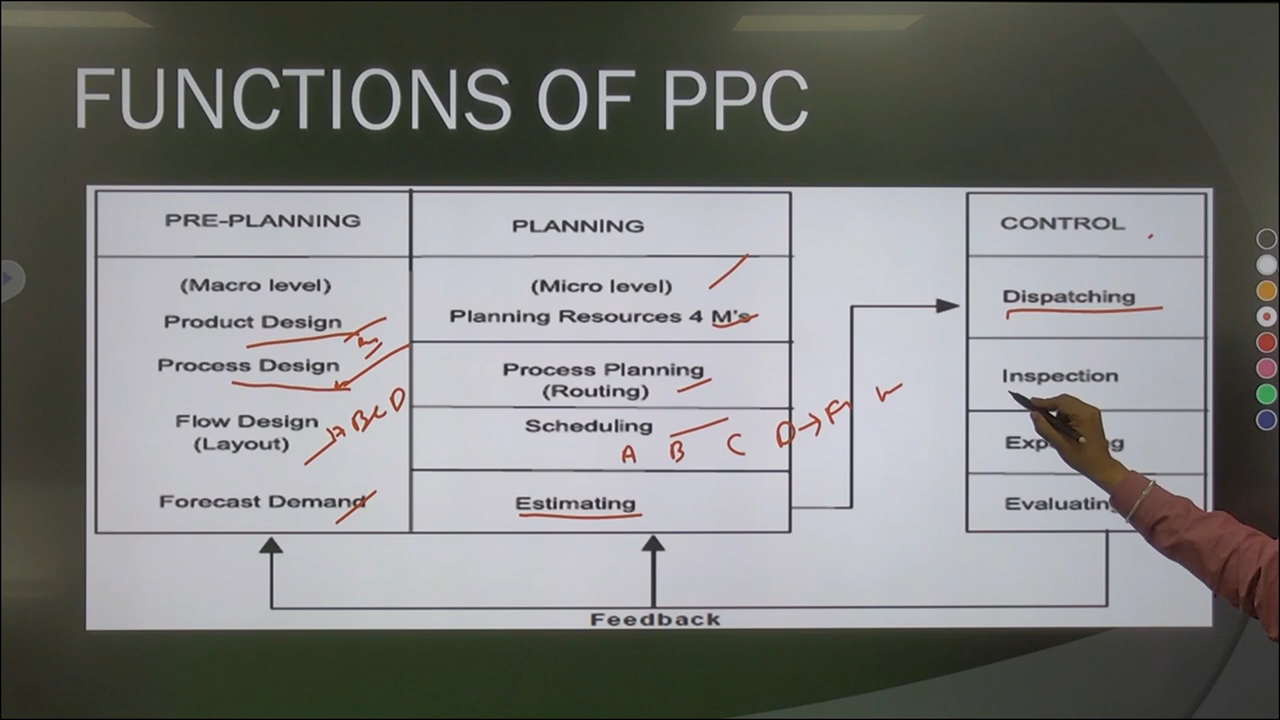 FUNCTIONS OF PPC
PRE-PLANNING
(Macro level)
Product Design
Process Design
Flow Design
(Layout)
BCD
Forecast Demand
PLANNING
(Micro level)
Planning Resources 4 M's
Process Planning
(Routing)
Scheduling
A B C D →
Estimating
CONTROL
Dispatching
Inspection
Evaluating
Feedback